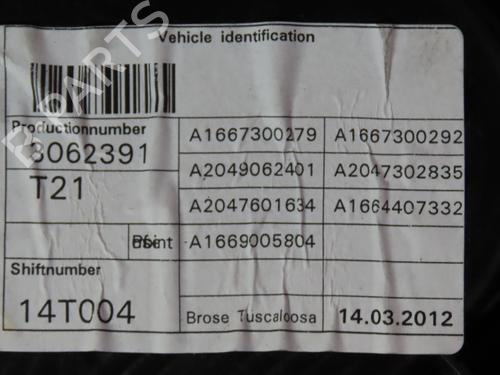 Vehicle identification
B PARTS
Productionnumber
3062391
T21
A1667300279 A1667300292
A2049062401 A2047302835
A2047601634 A1664407332
A1669005804
Shiftnumber
14T004
Brose Tuscaloosa 14.03.2012